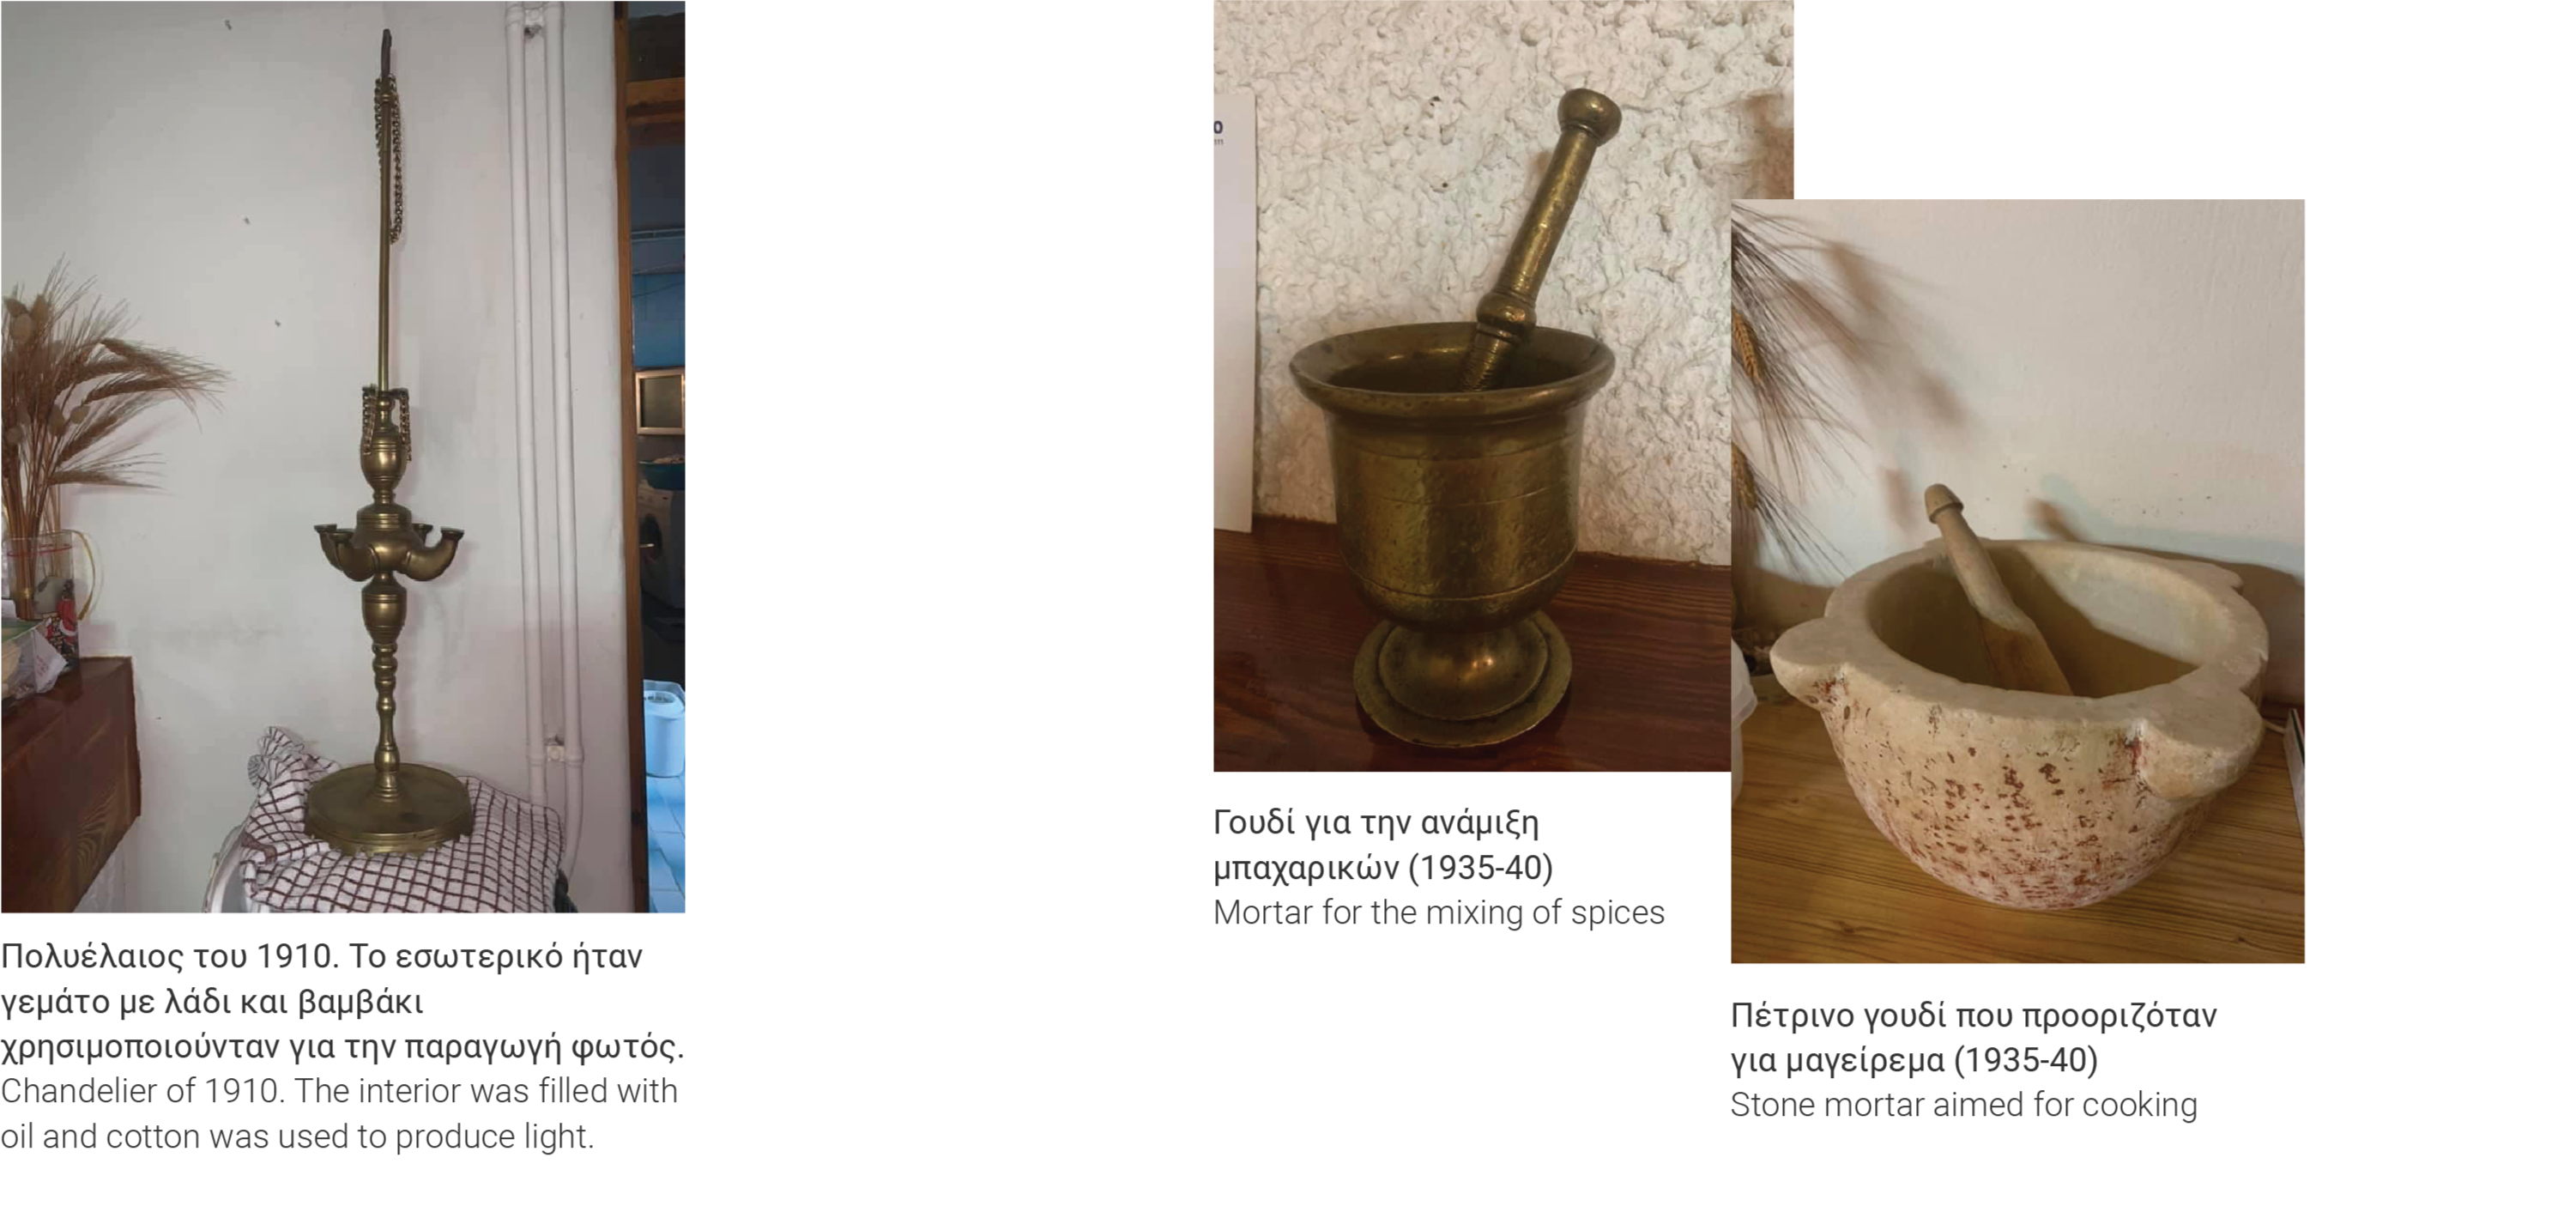 Πολυέλαιος του 1910. Το εσωτερικό ήταν
γεμάτο με λάδι και βαμβάκι
χρησιμοποιούνταν για την παραγωγή φωτός.
Chandelier of 1910. The interior was filled with
oil and cotton was used to produce light.
Γουδί για την ανάμιξη
μπαχαρικών (1935-40)
Mortar for the mixing of spices
Πέτρινο γουδί που προοριζόταν
για μαγείρεμα (1935-40)
Stone mortar aimed for cooking